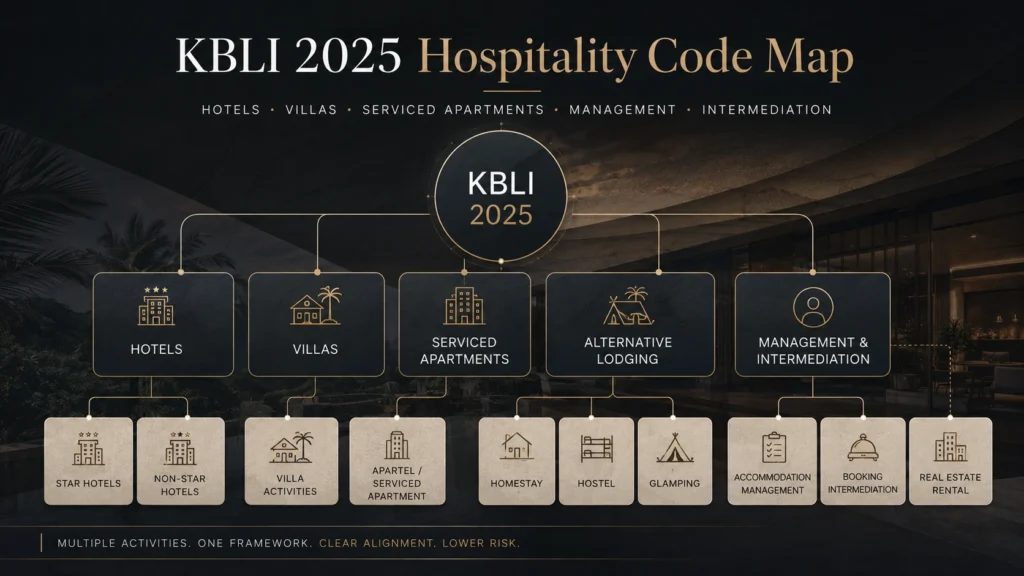 KBLI 2025 Hospitality Code Map
HOTELS • VILLAS • SERVICED APARTMENTS • MANAGEMENT • INTERMEDIATION
KBLI
2025
HOTELS
VILLAS
SERVICED
APARTMENTS
ALTERNATIVE
LODGING
MANAGEMENT &
INTERMEDIATION
STAR HOTELS
NON-STAR
HOTELS
VILLA
ACTIVITIES
APARTEL /
SERVICED
APARTMENT
HOMESTAY
HOSTEL
GLAMPING
ACCOMMODATION
MANAGEMENT
BOOKING
INTERMEDIATION
REAL ESTATE
RENTAL
MULTIPLE ACTIVITIES. ONE FRAMEWORK. CLEAR ALIGNMENT. LOWER RISK.